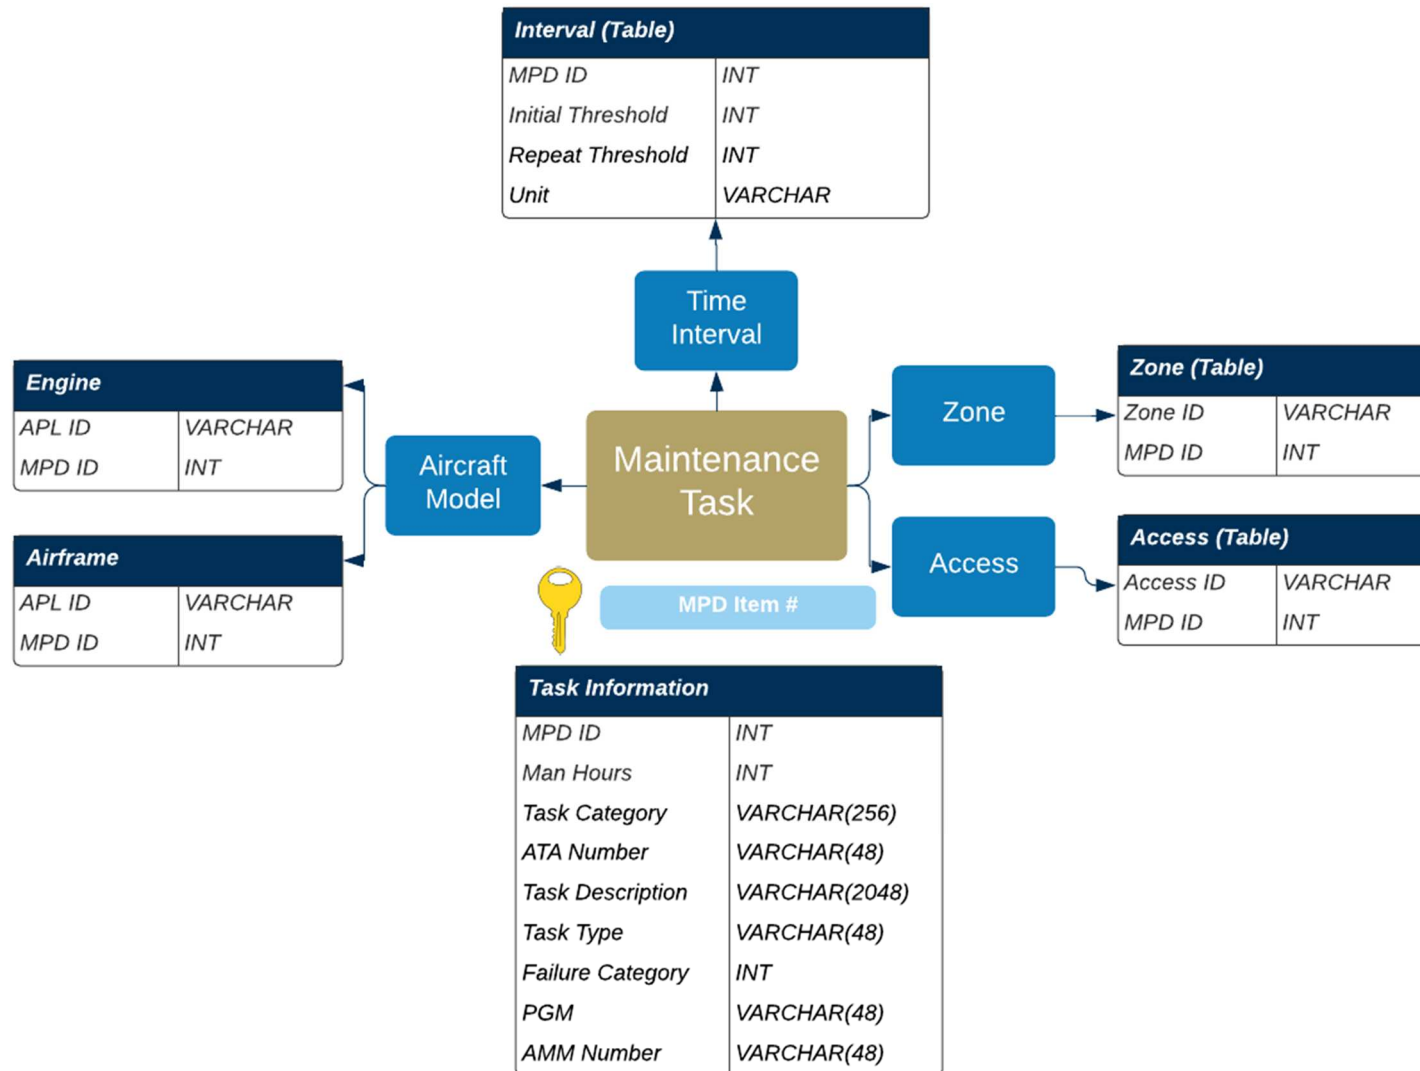 Interval (Table)
MPD ID INT
Initial Threshold INT
Repeat Threshold INT
Unit VARCHAR
Time
Interval
Engine
APL ID VARCHAR
MPD ID INT
Airframe
APL ID VARCHAR
MPD ID INT
Aircraft
Model
Maintenance
Task
MPD Item #
Zone
Zone (Table)
Zone ID VARCHAR
MPD ID INT
Access
Access (Table)
Access ID VARCHAR
MPD ID INT
Task Information
MPD ID INT
Man Hours INT
Task Category VARCHAR(256)
ATA Number VARCHAR(48)
Task Description VARCHAR(2048)
Task Type VARCHAR(48)
Failure Category INT
PGM VARCHAR(48)
AMM Number VARCHAR(48)